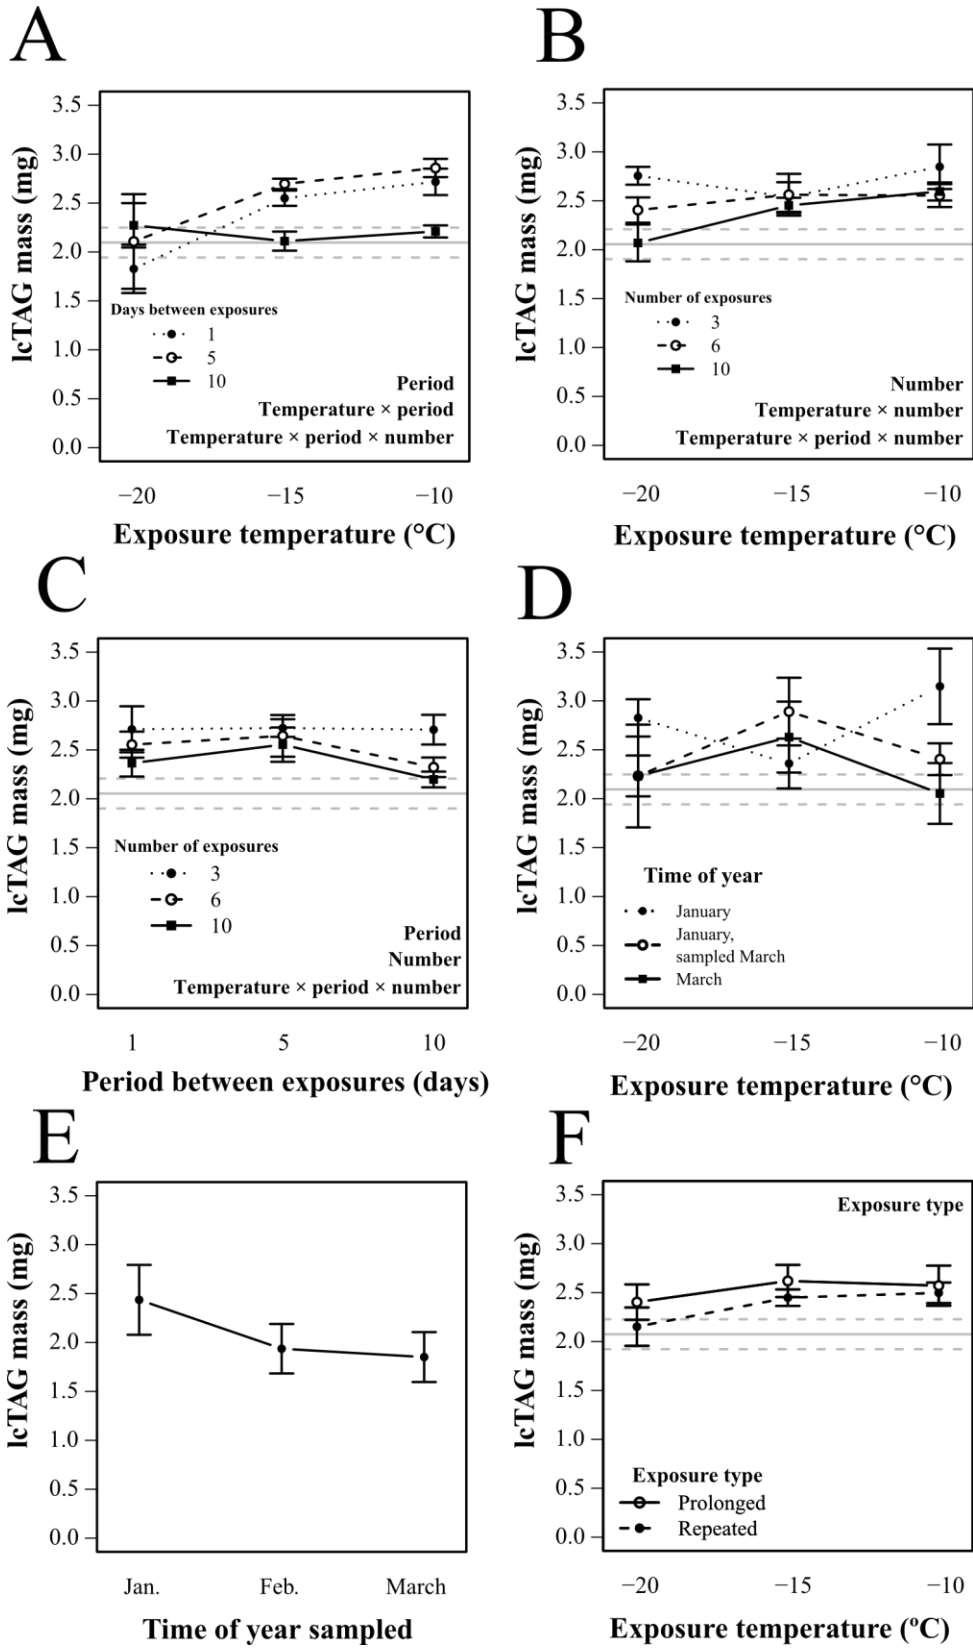 A
B
lcTAG mass (mg)
3.5
3.0
2.5
2.0
1.5
1.0
0.5
0.0
Days between exposures
1
5
10
Period
Temperature × period
Temperature × period × number
−20
−15
−10
Exposure temperature (°C)
lcTAG mass (mg)
3.5
3.0
2.5
2.0
1.5
1.0
0.5
0.0
Number of exposures
3
6
10
Number
Temperature × number
Temperature × period × number
−20
−15
−10
Exposure temperature (°C)
C
D
lcTAG mass (mg)
3.5
3.0
2.5
2.0
1.5
1.0
0.5
0.0
Number of exposures
3
6
10
Period
Number
Temperature × period × number
1
5
10
Period between exposures (days)
lcTAG mass (mg)
3.5
3.0
2.5
2.0
1.5
1.0
0.5
0.0
Time of year
January
January,
sampled March
March
−20
−15
−10
Exposure temperature (°C)
E
F
lcTAG mass (mg)
3.5
3.0
2.5
2.0
1.5
1.0
0.5
0.0
Jan.
Feb.
March
Time of year sampled
lcTAG mass (mg)
3.5
3.0
2.5
2.0
1.5
1.0
0.5
0.0
Exposure type
Exposure type
Prolonged
Repeated
−20
−15
−10
Exposure temperature (ºC)